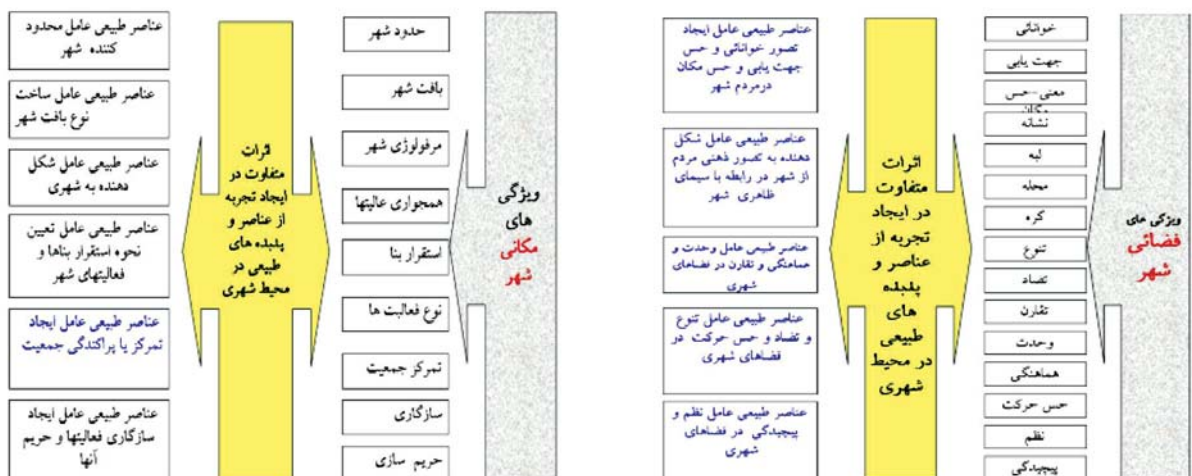 ویژگی های
فضائی
شهر
خوانائی
جهت یابی
معنی-حس
مکان
نشانه
لبه
محله
گره
تنوع
تضاد
تقارن
وحدت
هماهنگی
حس حرکت
نظم
پیچیدگی
اثرات
متفاوت
در ایجاد
تجربه از
عناصر و
پدیده
های
طبیعی
در محیط
شهری
عناصر طبیعی عامل ایجاد
تصور خوانائی و حس
جهت یابی و حس مکان
درمردم شهر
عناصر طبیعی عامل شکل
دهنده به تصور ذهنی مردم
از شهر در رابطه با سیمای
ظاهری شهر
عناصر طبیعی عامل وحدت و
هماهنگی و تقارن در فضاهای
شهری
عناصر طبیعی عامل تنوع
و تضاد و حس حرکت در
فضاهای شهری
عناصر طبیعی عامل نظم و
پیچیدگی در فضاهای
شهری
ویژگی
های
مکانی
شهر
حدود شهر
بافت شهر
مرفولوژی شهر
همجواری عالیتها
استقرار بنا
نوع فعالیت ها
تمرکز جمعیت
سازگاری
حریم سازی
اثرات
متفاوت در
ایجاد تجربه
از عناصر و
پدیده های
طبیعی در
محیط شهری
عناصر طبیعی عامل محدود
کننده شهر
عناصر طبیعی عامل ساخت
نوع بافت شهر
عناصر طبیعی عامل شکل
دهنده به شهری
عناصر طبیعی عامل تعیین
نحوه استقرار بناها و
فعالیتهای شهر
عناصر طبیعی عامل ایجاد
تمرکز یا پراکندگی جمعیت
عناصر طبیعی عامل ایجاد
سازگاری فعالیتها و حریم
آنها